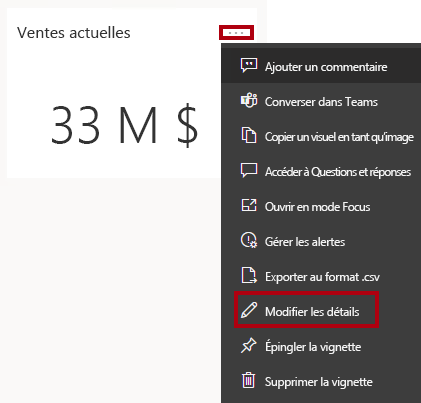 Ventes actuelles
...
33 M $
Ajouter un commentaire
Converser dans Teams
Copier un visuel en tant qu'image
Accéder à Questions et réponses
Ouvrir en mode Focus
Gérer les alertes
Exporter au format .csv
Modifier les détails
Épingler la vignette
Supprimer la vignette